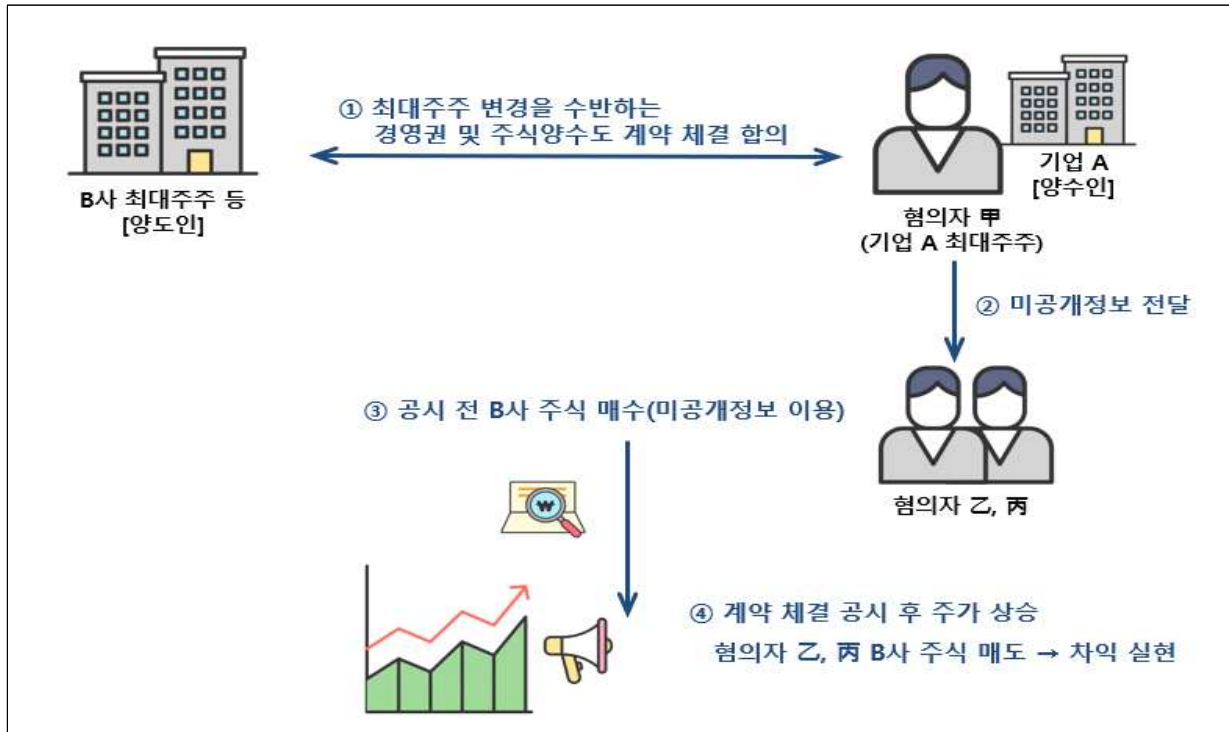 ① 최대주주 변경을 수반하는
경영권 및 주식양수도 계약 체결 합의
B사 최대주주 등
[양도인]
기업 A
[양수인]
혐의자 甲
(기업 A 최대주주)
② 미공개정보 전달
③ 공시 전 B사 주식 매수(미공개정보 이용)
₩
혐의자 乙, 丙
④ 계약 체결 공시 후 주가 상승
혐의자 乙, 丙 B사 주식 매도 → 차익 실현